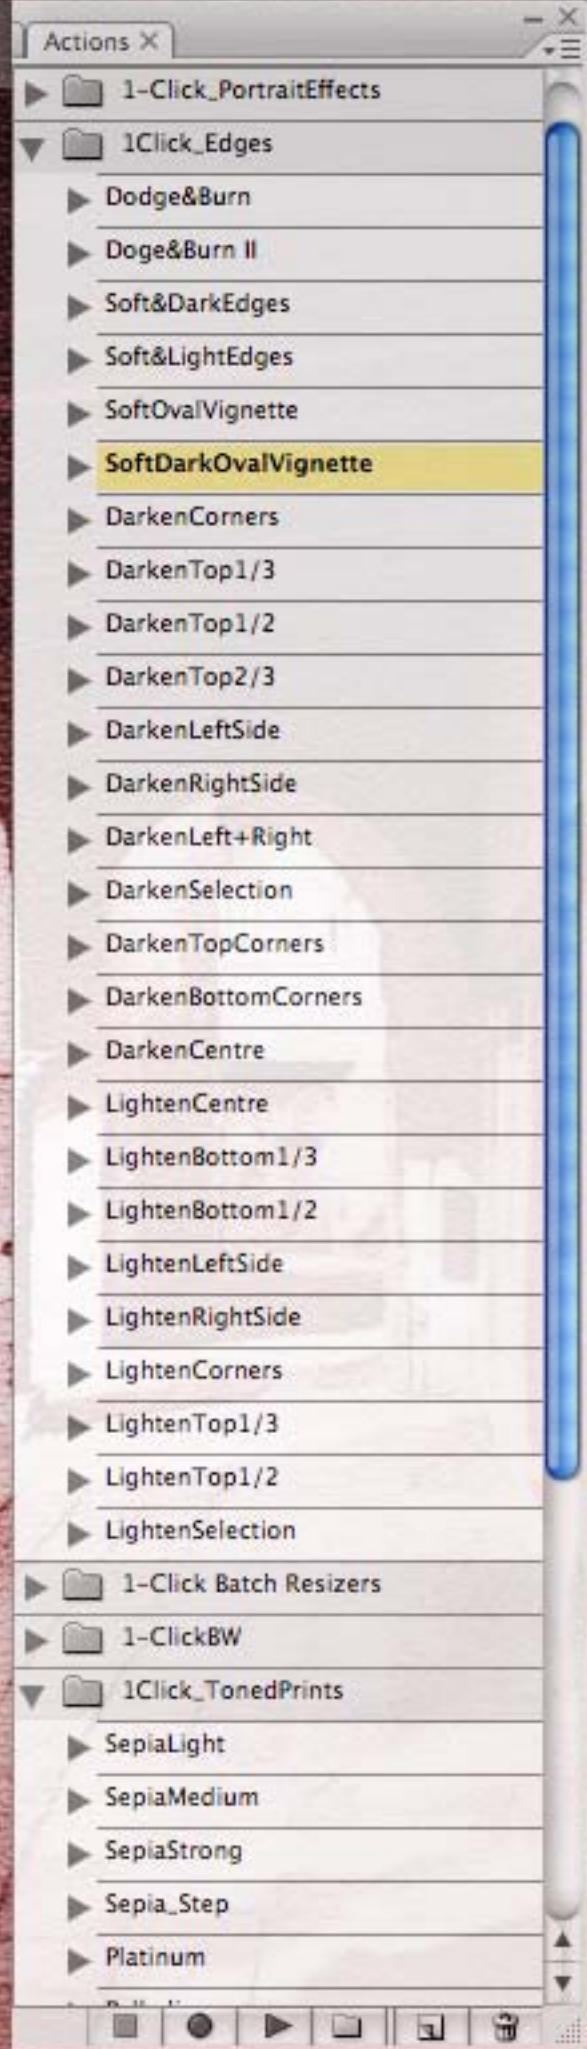 Actions ×
1-Click_PortraitEffects
1Click_Edges
Dodge&Burn
Doge&Burn II
Soft&DarkEdges
Soft&LightEdges
SoftOvalVignette
SoftDarkOvalVignette
DarkenCorners
DarkenTop1/3
DarkenTop1/2
DarkenTop2/3
DarkenLeftSide
DarkenRightSide
DarkenLeft+Right
DarkenSelection
DarkenTopCorners
DarkenBottomCorners
DarkenCentre
LightenCentre
LightenBottom1/3
LightenBottom1/2
LightenLeftSide
LightenRightSide
LightenCorners
LightenTop1/3
LightenTop1/2
LightenSelection
1-Click Batch Resizers
1-ClickBW
1Click_TonedPrints
SepiaLight
SepiaMedium
SepiaStrong
Sepia_Step
Platinum